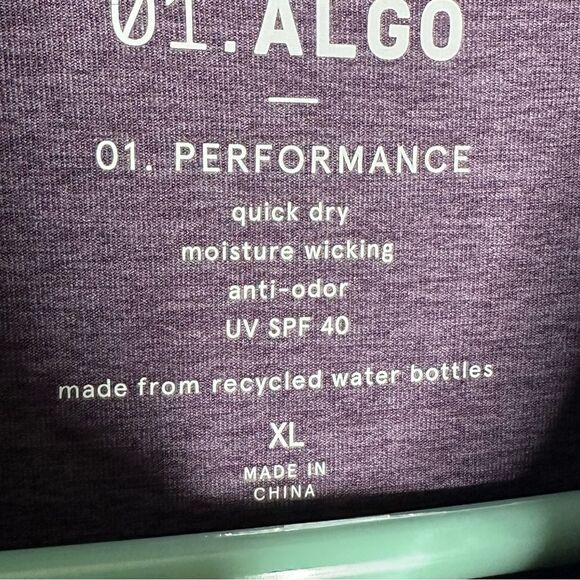 01.ALGO
01. PERFORMANCE
quick dry
moisture wicking
anti-odor
UV SPF 40
made from recycled water bottles
XL
MADE IN
CHINA